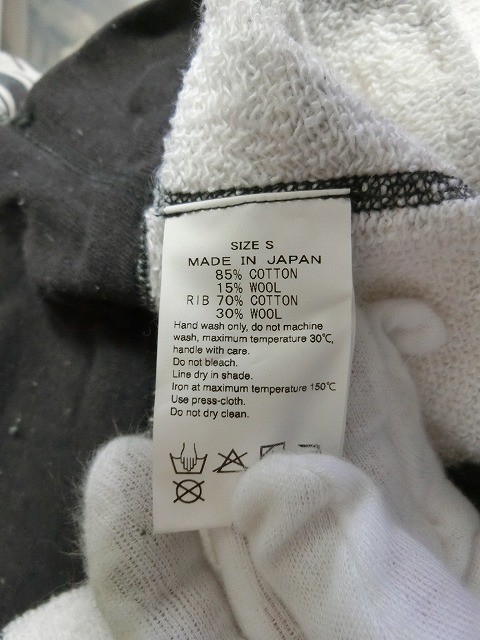 SIZE S
MADE IN JAPAN
85% COTTON
15% WOOL
RIB 70% COTTON
30% WOOL
Hand wash only, do not machine
wash, maximum temperature 30℃,
handle with care.
Do not bleach.
Line dry in shade.
Iron at maximum temperature 150℃
Use press-cloth.
Do not dry clean.